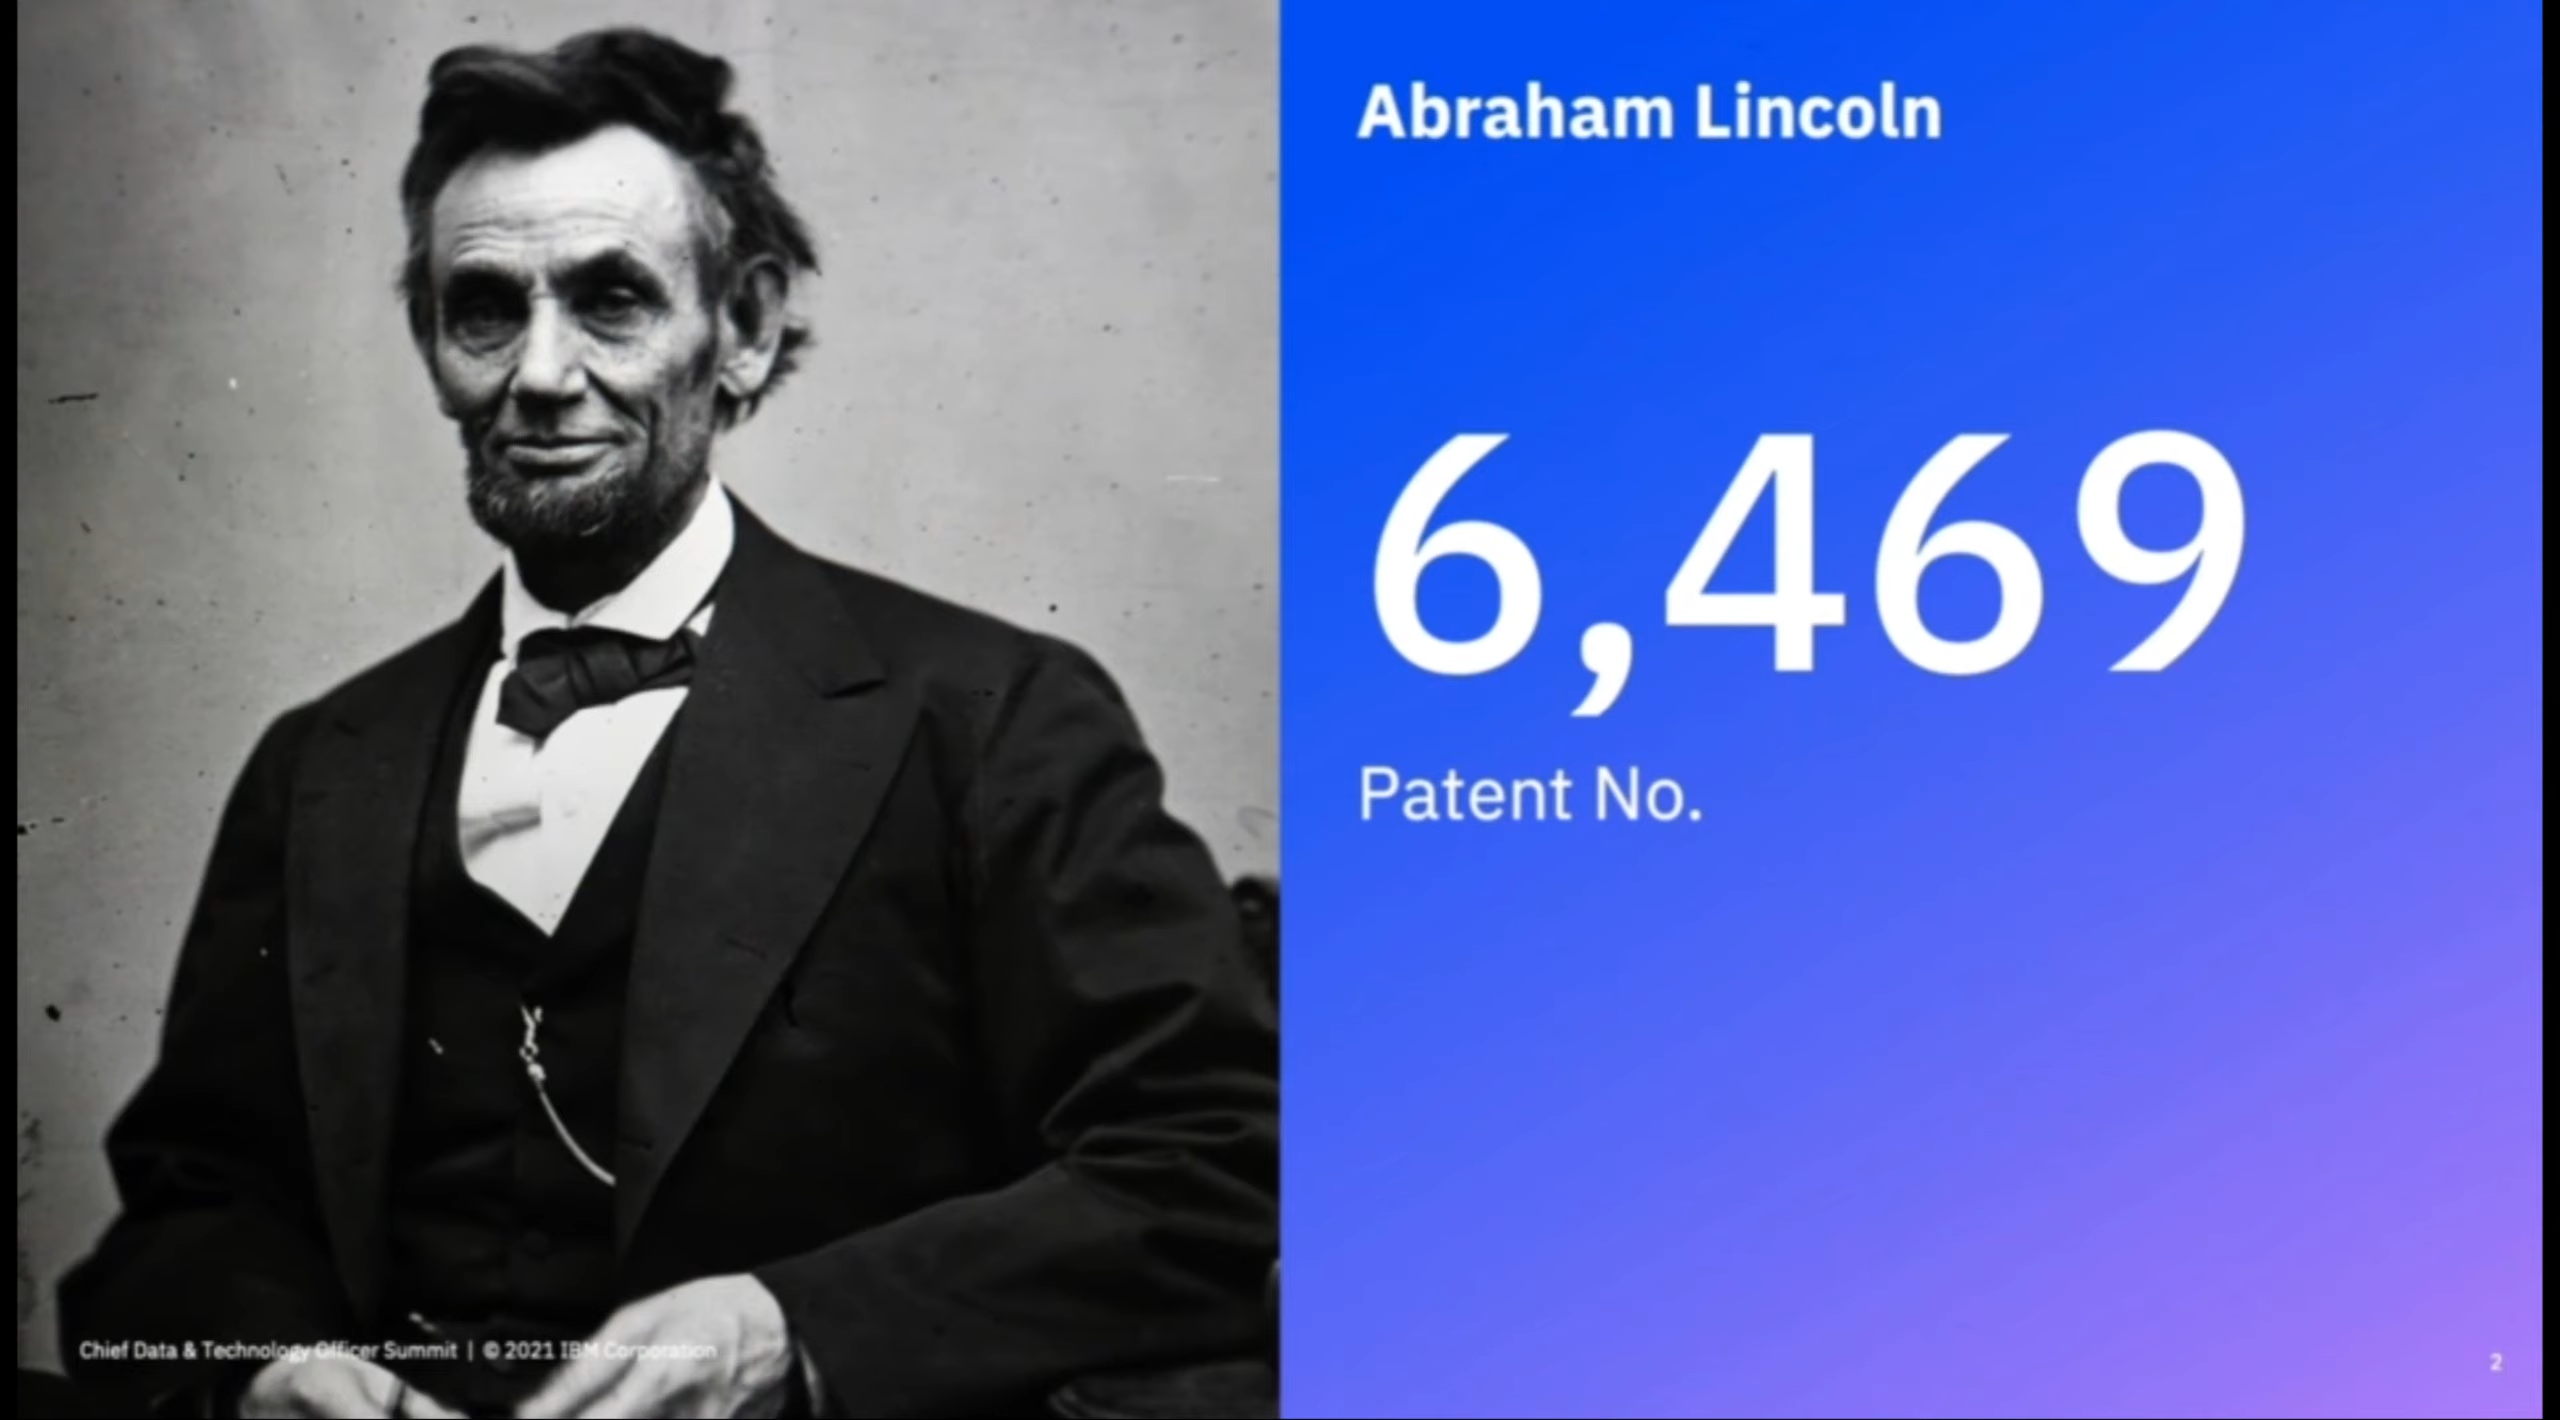 Abraham Lincoln
6,469
Patent No.
Chief Data & Technology Officer Summit | © 2021 IBM Corporation
2